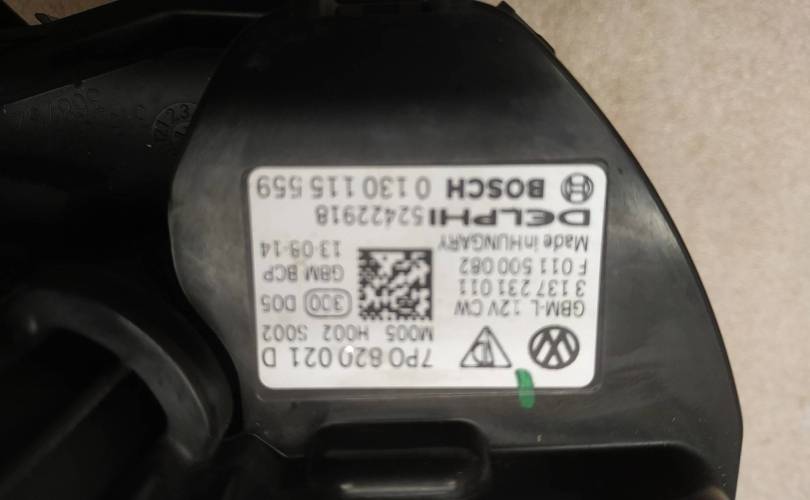 7P0 820 021 D
M005 H002 S002
GBM-L 12V CW
3 137 231 011
F 011 500 082
Made in HUNGARY
300 D05
GBM BCP
13-09-14
DELPHI 52422918
BOSCH 0 130 115 559